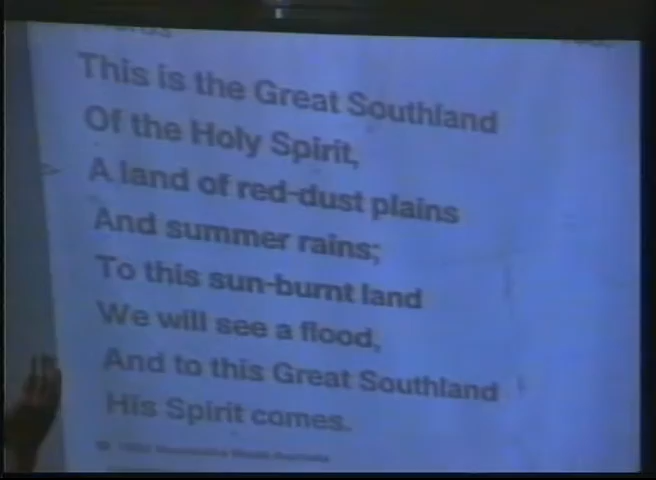 This is the Great Southland
Of the Holy Spirit,
A land of red-dust plains
And summer rains;
To this sun-burnt land
We will see a flood,
And to this Great Southland
His Spirit comes.